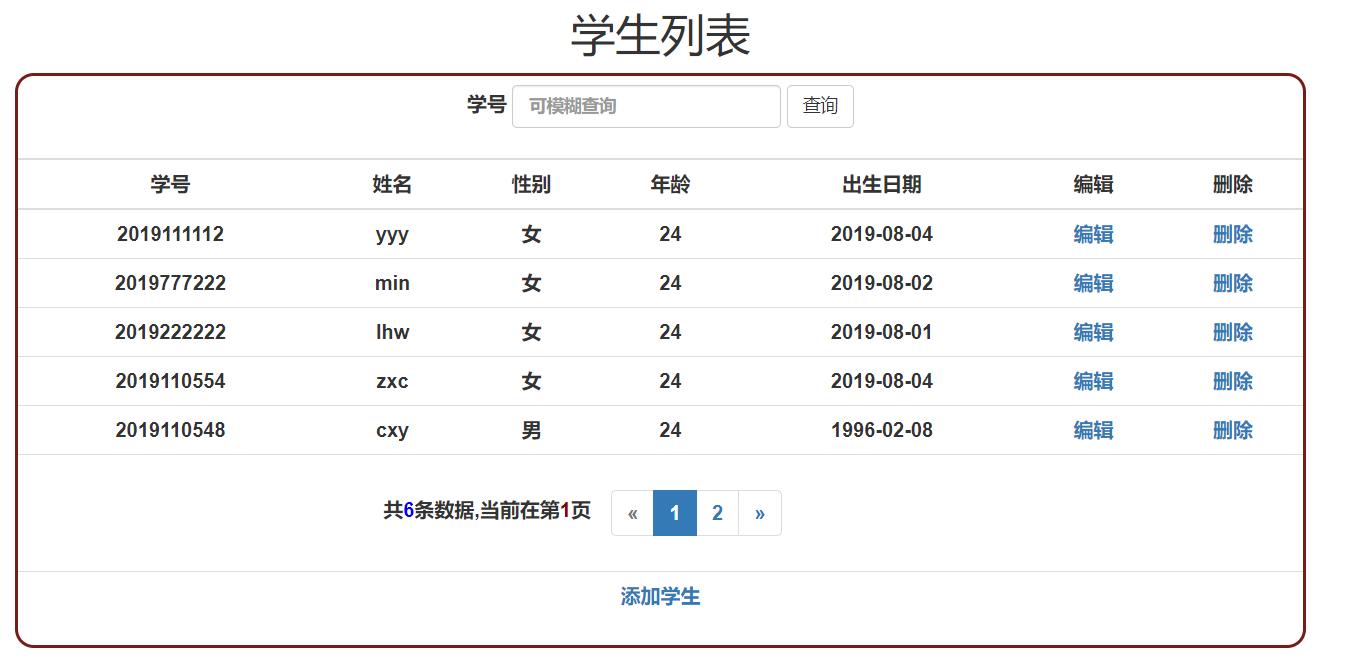 学生列表
学号 可模糊查询 查询
学号 姓名 性别 年龄 出生日期 编辑 删除
2019111112 yyy 女 24 2019-08-04 编辑 删除
2019777222 min 女 24 2019-08-02 编辑 删除
2019222222 lhw 女 24 2019-08-01 编辑 删除
2019110554 zxc 女 24 2019-08-04 编辑 删除
2019110548 cxy 男 24 1996-02-08 编辑 删除
共6条数据,当前在第1页 « 1 2 »
添加学生